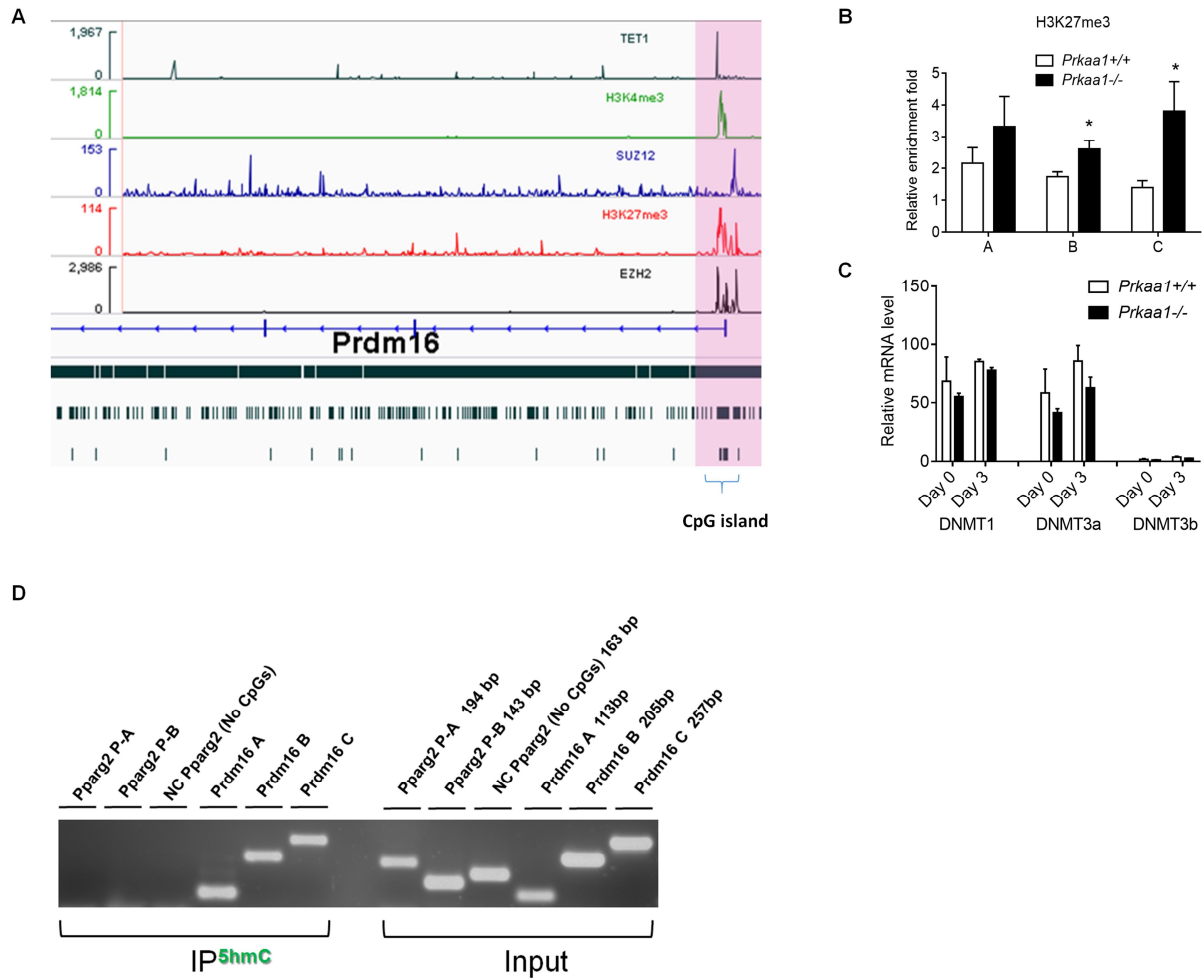 A
1,967
0
TET1
1,814
0
H3K4me3
153
0
SUZ12
114
0
H3K27me3
2,986
0
EZH2
Prdm16
CpG island
B
H3K27me3
Prkaa1+/+
Prkaa1-/-
Relative enrichment fold
5
4
3
2
1
0
*
*
A
B
C
C
Prkaa1+/+
Prkaa1-/-
Relative mRNA level
150
100
50
0
Day 0
Day 3
Day 0
Day 3
Day 0
Day 3
DNMT1
DNMT3a
DNMT3b
D
Pparg2 P-A
Pparg2 P-B
NC Pparg2 (No CpGs)
Prdm16 A
Prdm16 B
Prdm16 C
Pparg2 P-A 194 bp
Pparg2 P-B 143 bp
NC Pparg2 (No CpGs) 163 bp
Prdm16 A 113bp
Prdm16 B 205bp
Prdm16 C 257bp
IP5hmC
Input